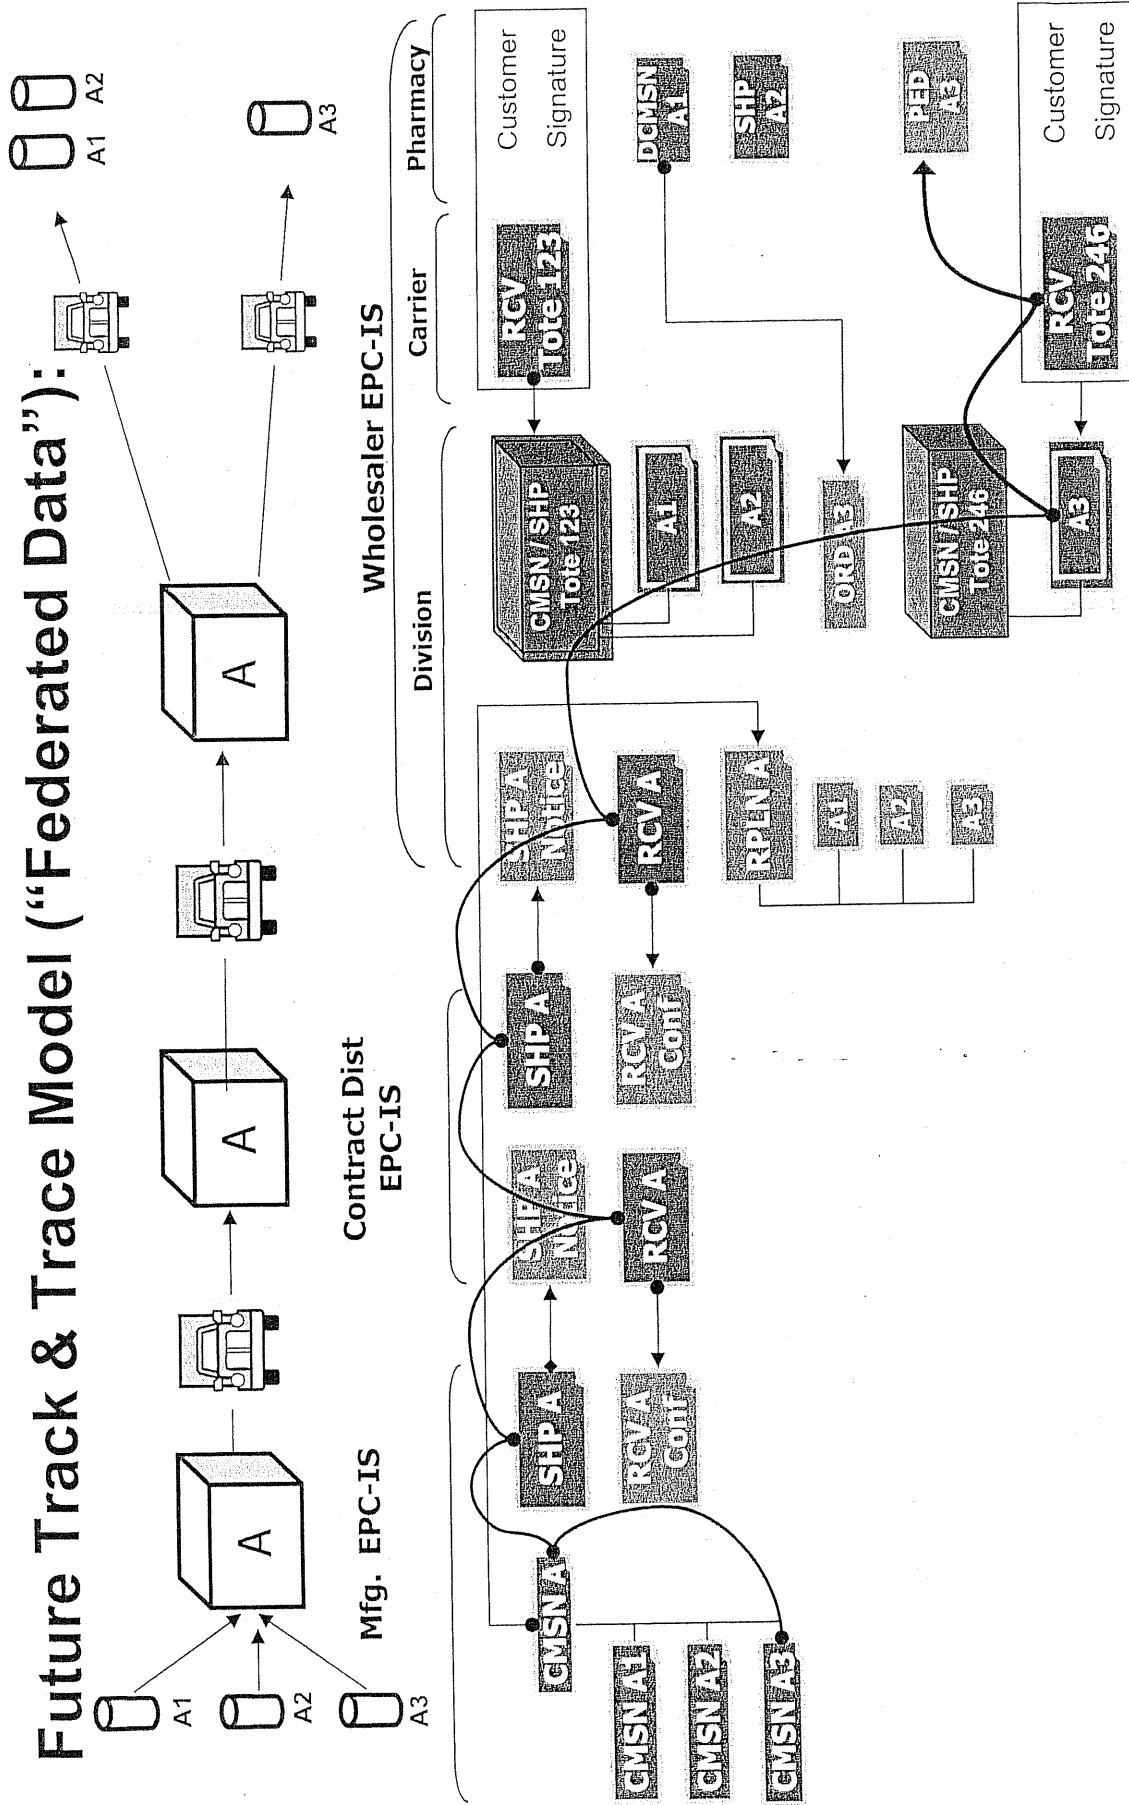 Future Track & Trace Model (“Federated Data”):
A1
A2
A3
A
A
A
A1
A2
A3
Mfg. EPC-IS
Contract Dist
EPC-IS
Wholesaler EPC-IS
Division
Carrier
Pharmacy
CMSN A
CMSN A1
CMSN A2
CMSN A3
SHP A
RCV A
Conf
SHP A
Notice
RCV A
SHP A
RCV A
Conf
SHP A
Notice
RCV A
RPLN A
A1
A2
A3
CMSN / SHP
Tote 123
A1
A2
ORD A3
CMSN / SHP
Tote 246
A3
RCV
Tote 123
Customer
Signature
DCMSN
A1
SHP
A2
PED
A3
RCV
Tote 246
Customer
Signature